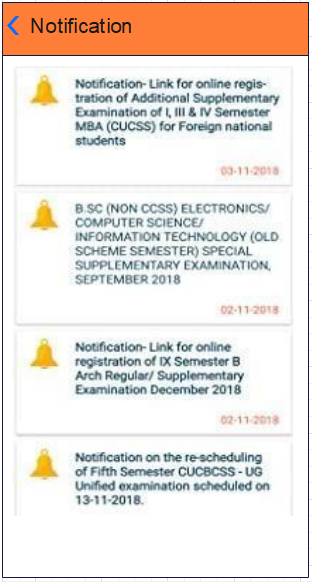 Notification
Notification- Link for online regis-
tration of Additional Supplementary
Examination of I, III & IV Semester
MBA (CUCSS) for Foreign national
students
03-11-2018
B.SC (NON CCSS) ELECTRONICS/
COMPUTER SCIENCE/
INFORMATION TECHNOLOGY (OLD
SCHEME SEMESTER) SPECIAL
SUPPLEMENTARY EXAMINATION,
SEPTEMBER 2018
02-11-2018
Notification- Link for online
registration of IX Semester B
Arch Regular/ Supplementary
Examination December 2018
02-11-2018
Notification on the re-scheduling
of Fifth Semester CUCBCSS - UG
Unified examination scheduled on
13-11-2018.